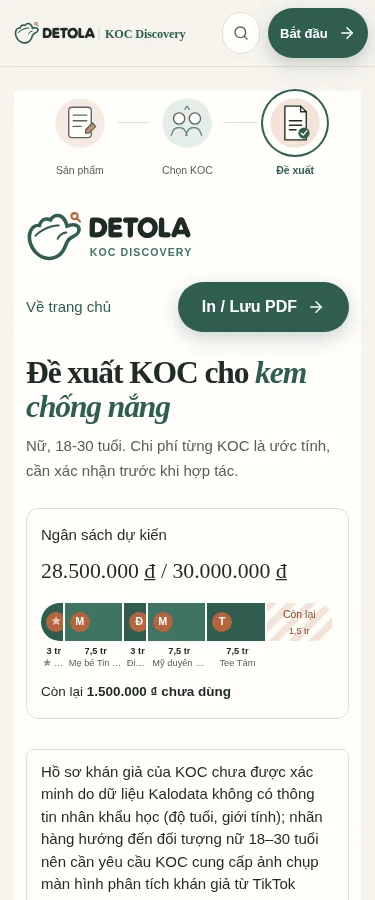 DETOLA KOC Discovery
Bắt đầu →
Sản phẩm Chọn KOC Đề xuất
DETOLA
KOC DISCOVERY
Về trang chủ
In / Lưu PDF →
Đề xuất KOC cho kem
chống nắng
Nữ, 18-30 tuổi. Chi phí từng KOC là ước tính,
cần xác nhận trước khi hợp tác.
Ngân sách dự kiến
28.500.000 đ / 30.000.000 đ
★ M Đ M T Còn lại
1,5 tr
3 tr 7,5 tr 3 tr 7,5 tr 7,5 tr
★ ... Mẹ bé Tin ... Đi... Mỹ duyên ... Tee Tám
Còn lại 1.500.000 đ chưa dùng
Hồ sơ khán giả của KOC chưa được xác
minh do dữ liệu Kalodata không có thông
tin nhân khẩu học (độ tuổi, giới tính); nhãn
hàng hướng đến đối tượng nữ 18–30 tuổi
nên cần yêu cầu KOC cung cấp ảnh chụp
màn hình phân tích khán giả từ TikTok